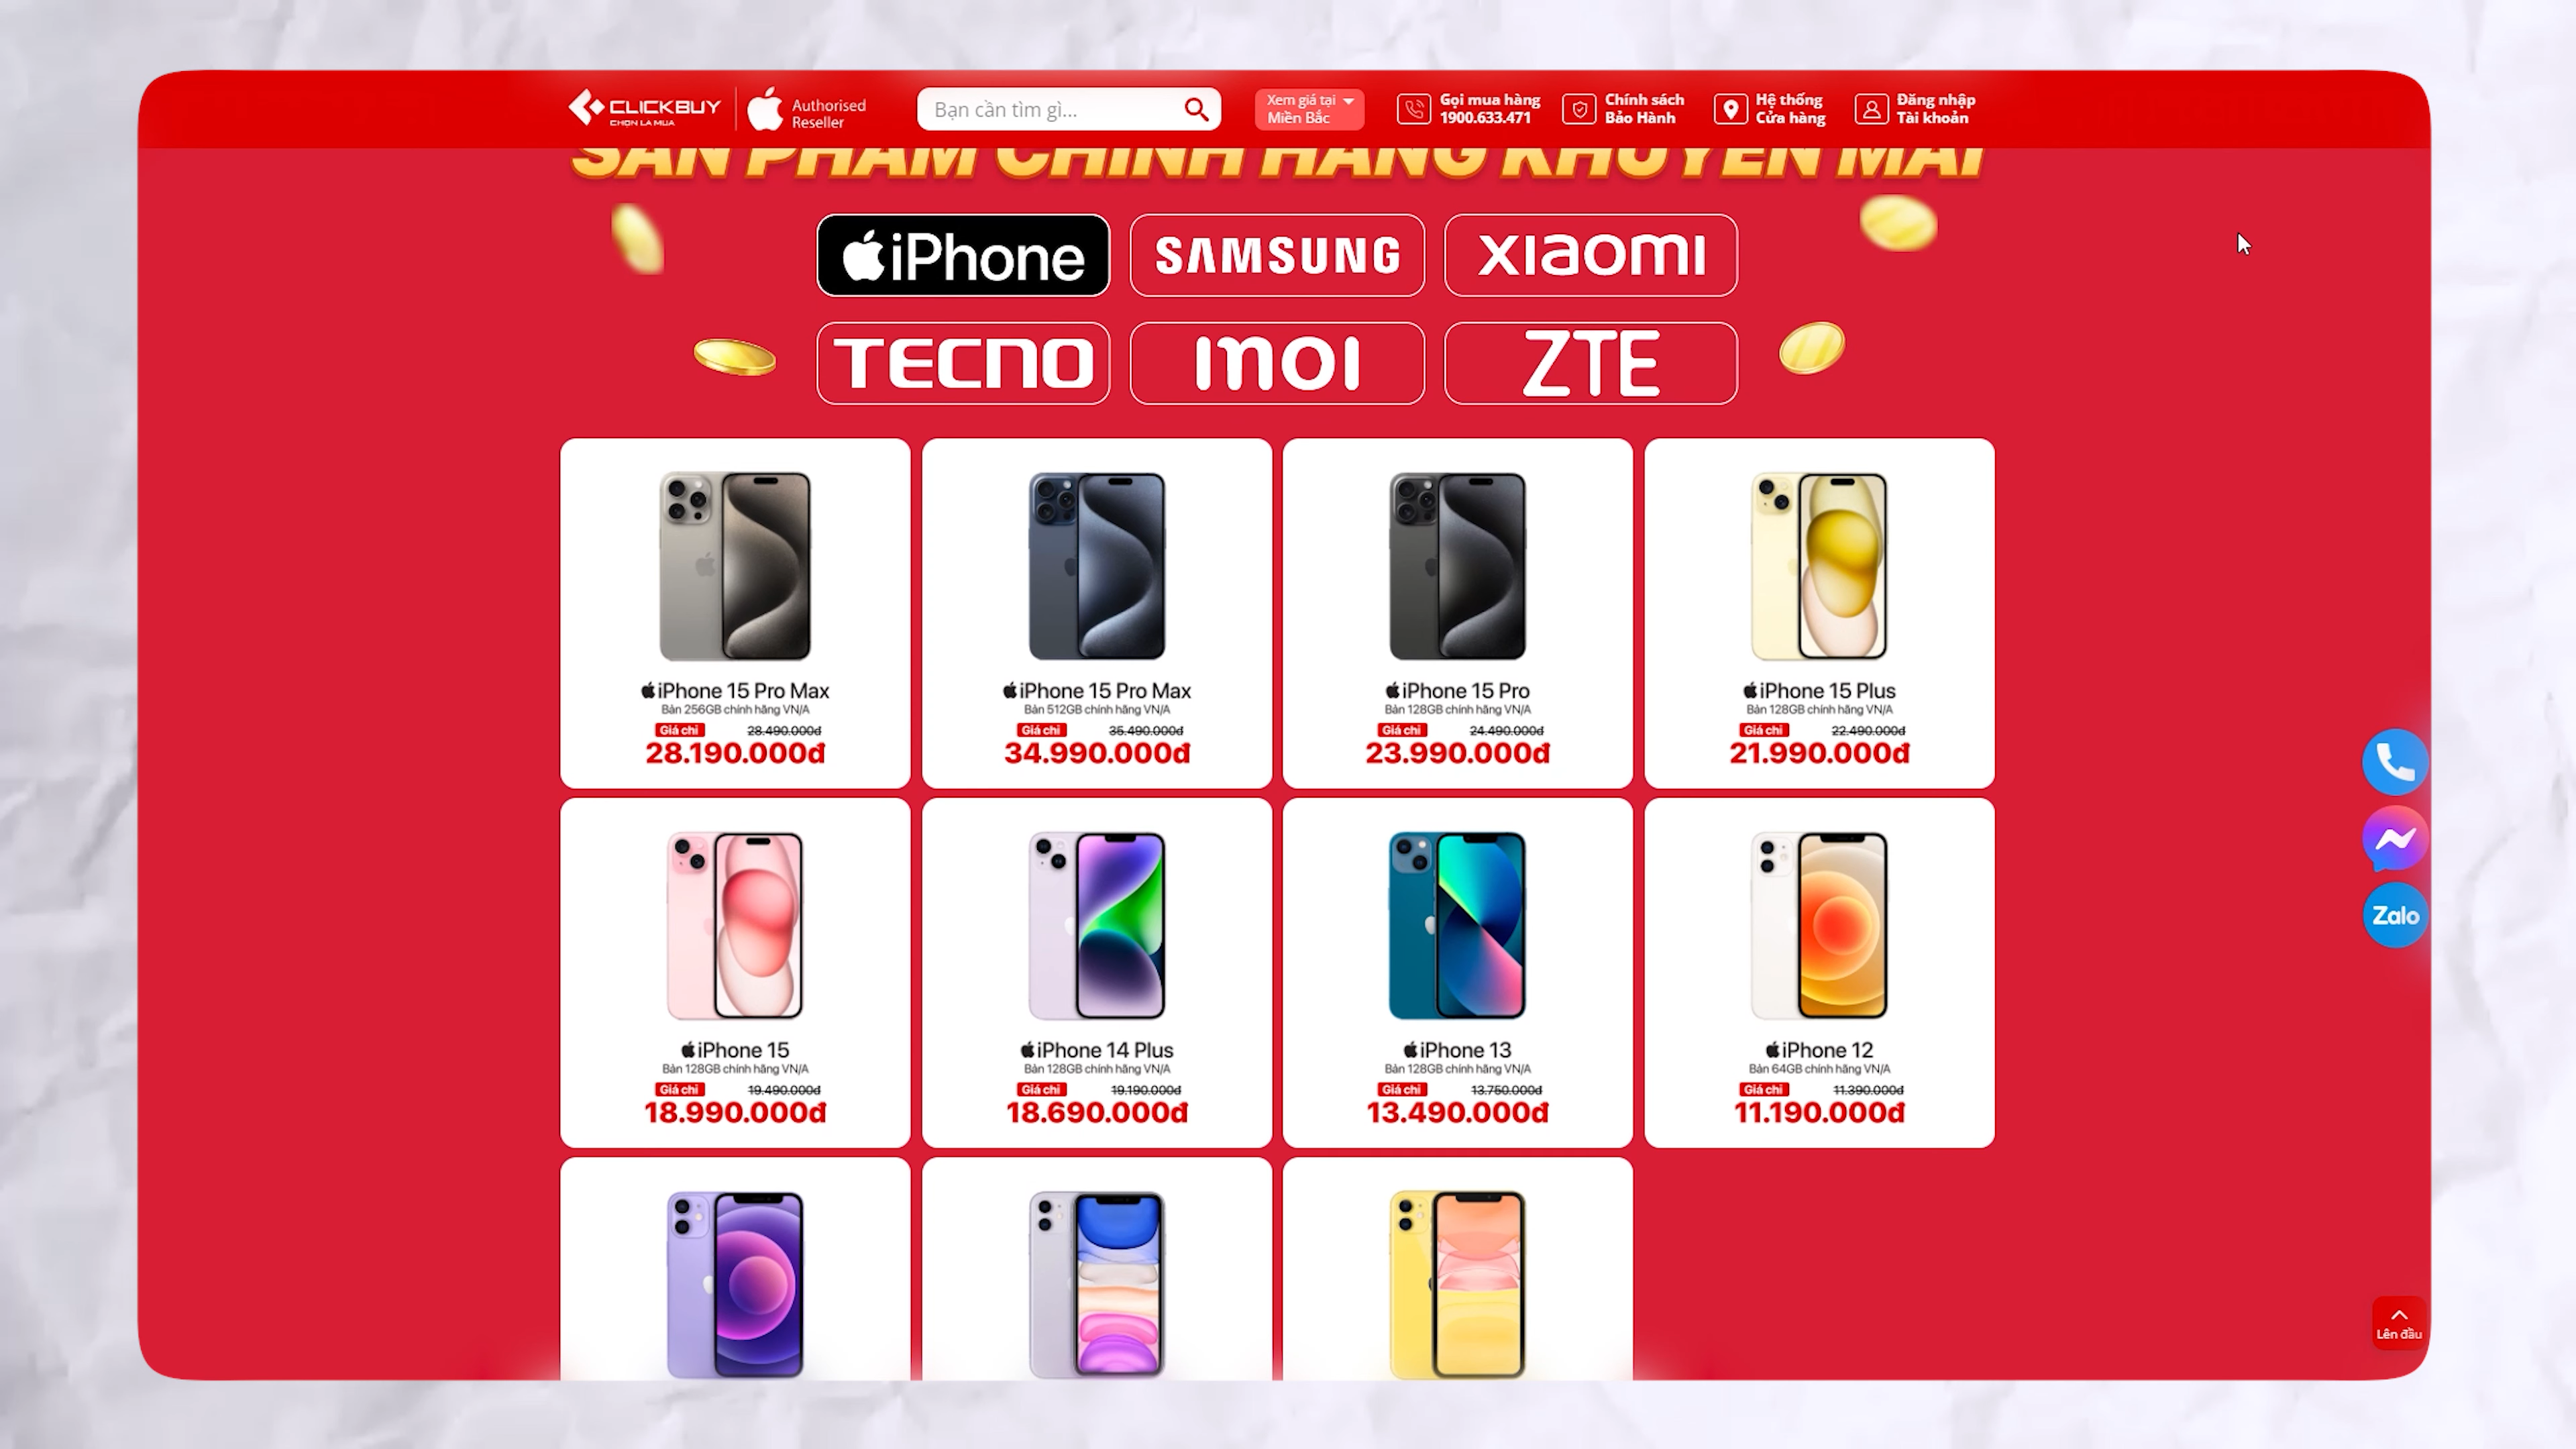 CLICKBUY
CHỌN LÀ MUA
Authorised
Reseller
Bạn cần tìm gì...
Xem giá tại
Miền Bắc
Gọi mua hàng
1900.633.471
Chính sách
Bảo Hành
Hệ thống
Cửa hàng
Đăng nhập
Tài khoản
SẢN PHẨM CHÍNH HÃNG KHUYẾN MÃI
iPhone
SAMSUNG
xiaomi
TECNO
inoi
ZTE
iPhone 15 Pro Max
Bản 256GB chính hãng VN/A
Giá chỉ 28.490.000đ
28.190.000đ
iPhone 15 Pro Max
Bản 512GB chính hãng VN/A
Giá chỉ 35.490.000đ
34.990.000đ
iPhone 15 Pro
Bản 128GB chính hãng VN/A
Giá chỉ 24.490.000đ
23.990.000đ
iPhone 15 Plus
Bản 128GB chính hãng VN/A
Giá chỉ 22.490.000đ
21.990.000đ
iPhone 15
Bản 128GB chính hãng VN/A
Giá chỉ 19.490.000đ
18.990.000đ
iPhone 14 Plus
Bản 128GB chính hãng VN/A
Giá chỉ 19.190.000đ
18.690.000đ
iPhone 13
Bản 128GB chính hãng VN/A
Giá chỉ 13.750.000đ
13.490.000đ
iPhone 12
Bản 64GB chính hãng VN/A
Giá chỉ 11.390.000đ
11.190.000đ
Zalo
Lên đầu